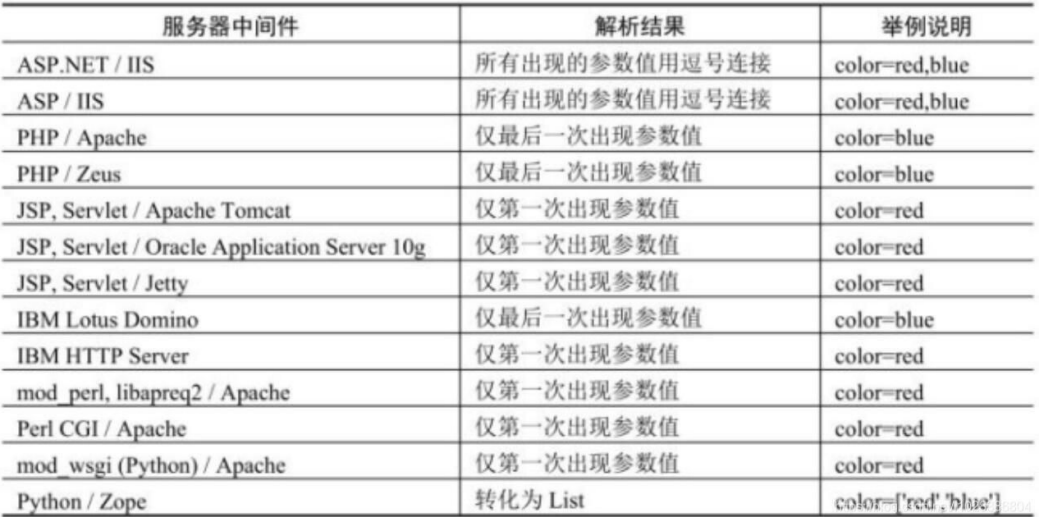 服务器中间件 解析结果 举例说明
ASP.NET / IIS 所有出现的参数值用逗号连接 color=red,blue
ASP / IIS 所有出现的参数值用逗号连接 color=red,blue
PHP / Apache 仅最后一次出现参数值 color=blue
PHP / Zeus 仅最后一次出现参数值 color=blue
JSP, Servlet / Apache Tomcat 仅第一次出现参数值 color=red
JSP, Servlet / Oracle Application Server 10g 仅第一次出现参数值 color=red
JSP, Servlet / Jetty 仅第一次出现参数值 color=red
IBM Lotus Domino 仅最后一次出现参数值 color=blue
IBM HTTP Server 仅第一次出现参数值 color=red
mod_perl, libapreq2 / Apache 仅第一次出现参数值 color=red
Perl CGI / Apache 仅第一次出现参数值 color=red
mod_wsgi (Python) / Apache 仅第一次出现参数值 color=red
Python / Zope 转化为 List color=['red','blue']